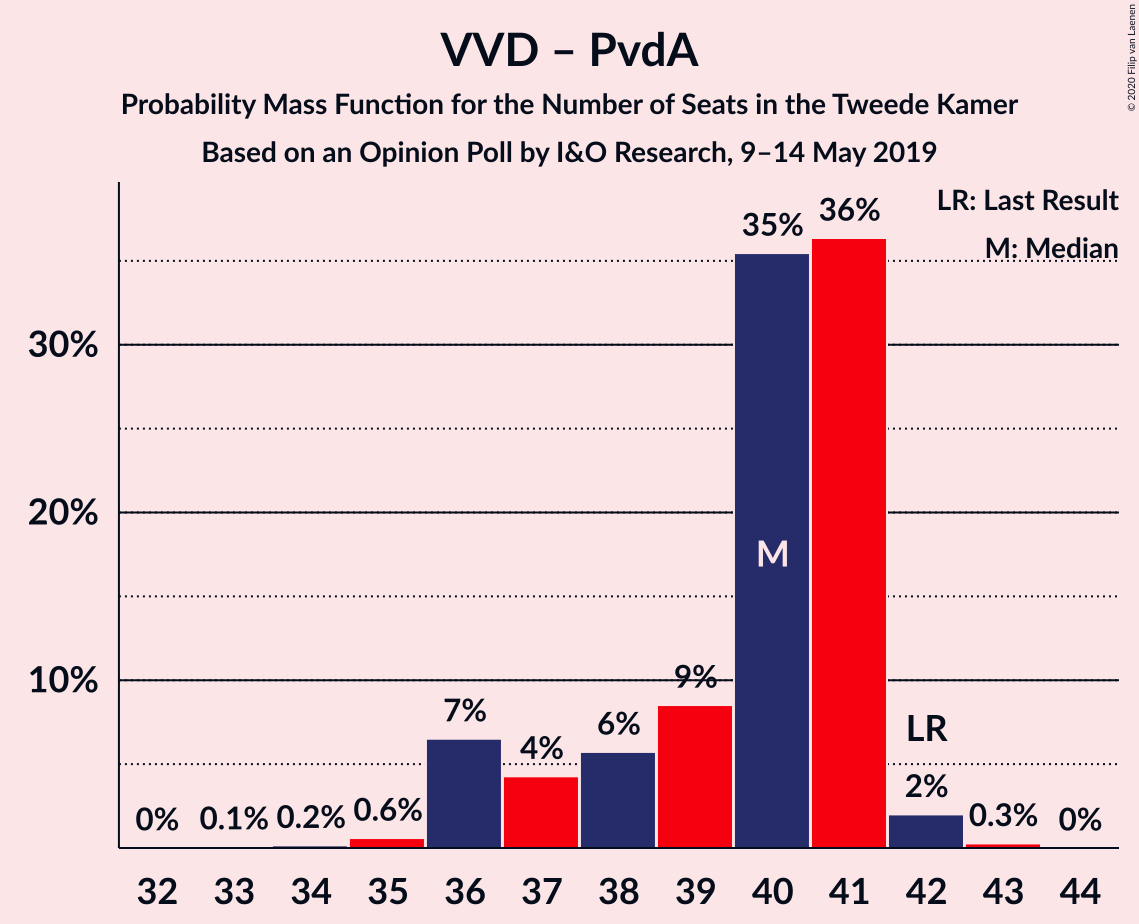 VVD – PvdA
Probability Mass Function for the Number of Seats in the Tweede Kamer
Based on an Opinion Poll by I&O Research, 9–14 May 2019
© 2020 Filip van Laenen
LR: Last Result
M: Median
30%
20%
10%
0%
0.1%
0.2%
0.6%
7%
4%
6%
9%
35%
36%
2%
0.3%
0%
M
LR
32 33 34 35 36 37 38 39 40 41 42 43 44